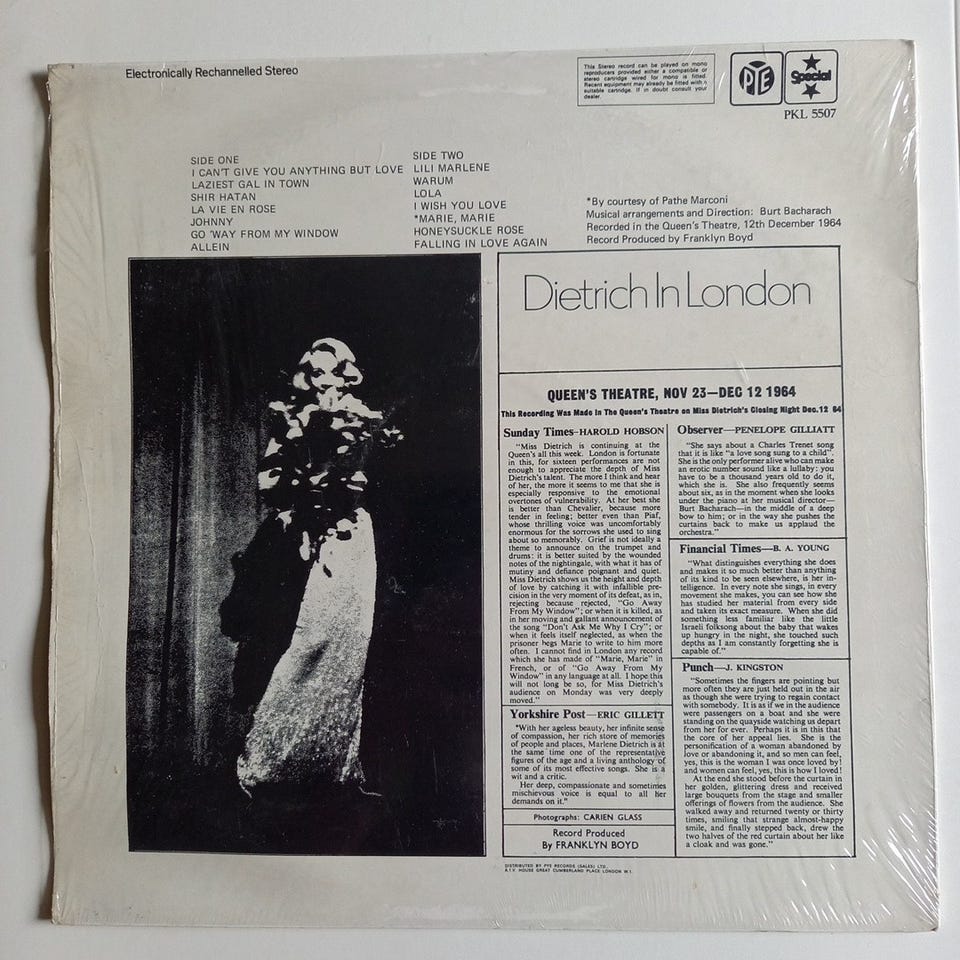 Electronically Rechannelled Stereo
This Stereo record can be played on mono
reproducers provided either a compatible or
stereo cartridge wired for mono is fitted.
Recent equipment may already be fitted with a
suitable cartridge. If in doubt consult your
dealer.
PYE
Special
PKL 5507
SIDE ONE
I CAN'T GIVE YOU ANYTHING BUT LOVE
LAZIEST GAL IN TOWN
SHIR HATAN
LA VIE EN ROSE
JOHNNY
GO 'WAY FROM MY WINDOW
ALLEIN
SIDE TWO
LILI MARLENE
WARUM
LOLA
I WISH YOU LOVE
*MARIE, MARIE
HONEYSUCKLE ROSE
FALLING IN LOVE AGAIN
*By courtesy of Pathe Marconi
Musical arrangements and Direction: Burt Bacharach
Recorded in the Queen's Theatre, 12th December 1964
Record Produced by Franklyn Boyd
Dietrich In London
QUEEN'S THEATRE, NOV 23—DEC 12 1964
This Recording Was Made In The Queen's Theatre on Miss Dietrich's Closing Night Dec. 12 64
Sunday Times–HAROLD HOBSON
"Miss Dietrich is continuing at the
Queen's all this week. London is fortunate
in this, for sixteen performances are not
enough to appreciate the depth of Miss
Dietrich's talent. The more I think and hear
of her, the more it seems to me that she is
especially responsive to the emotional
overtones of vulnerability. At her best she
is better than Chevalier, because more
tender in feeling; better even than Piaf,
whose thrilling voice was uncomfortably
enormous for the sorrows she used to sing
about so memorably. Grief is not ideally a
theme to announce on the trumpet and
drums: it is better suited by the wounded
notes of the nightingale, with what it has of
mutiny and defiance poignant and quiet.
Miss Dietrich shows us the height and depth
of love by catching it with infallible pre-
cision in the very moment of its defeat, as in,
rejecting because rejected, "Go Away
From My Window"; or when it is killed, as
in her moving and gallant announcement of
the song "Don't Ask Me Why I Cry"; or
when it feels itself neglected, as when the
prisoner begs Marie to write to him more
often. I cannot find in London any record
which she has made of "Marie, Marie" in
French, or of "Go Away From My
Window" in any language at all. I hope this
will not long be so, for Miss Dietrich's
audience on Monday was very deeply
moved."
Yorkshire Post—ERIC GILLETT
"With her ageless beauty, her infinite sense
of compassion, her rich store of memories
of people and places, Marlene Dietrich is at
the same time one of the representative
figures of the age and a living anthology of
some of its most effective songs. She is a
wit and a critic.
Her deep, compassionate and sometimes
mischievous voice is equal to all her
demands on it."
Photographs: CARIEN GLASS
Record Produced
By FRANKLYN BOYD
Observer—PENELOPE GILLIATT
"She says about a Charles Trenet song
that it is like "a love song sung to a child".
She is the only performer alive who can make
an erotic number sound like a lullaby: you
have to be a thousand years old to do it,
which she is. She also frequently seems
about six, as in the moment when she looks
under the piano at her musical director—
Burt Bacharach—in the middle of a deep
bow to him; or in the way she pushes the
curtains back to make us applaud the
orchestra."
Financial Times—B. A. YOUNG
"What distinguishes everything she does
and makes it so much better than anything
of its kind to be seen elsewhere, is her in-
telligence. In every note she sings, in every
movement she makes, you can see how she
has studied her material from every side
and taken its exact measure. When she did
something less familiar like the little
Israeli folksong about the baby that wakes
up hungry in the night, she touched such
depths as I am constantly forgetting she is
capable of."
Punch—J. KINGSTON
"Sometimes the fingers are pointing but
more often they are just held out in the air
as though she were trying to regain contact
with somebody. It is as if we in the audience
were passengers on a boat and she were
standing on the quayside watching us depart
from her for ever. Perhaps it is in this that
the core of her appeal lies. She is the
personification of a woman abandoned by
love or abandoning it, and so men can feel,
yes, this is the woman I was once loved by!
and women can feel, yes, this is how I loved!
At the end she stood before the curtain in
her golden, glittering dress and received
large bouquets from the stage and smaller
offerings of flowers from the audience. She
walked away and returned twenty or thirty
times, smiling that strange almost-happy
smile, and finally stepped back, drew the
two halves of the red curtain about her like
a cloak and was gone."
DISTRIBUTED BY PYE RECORDS (SALES) LTD.,
A.T.V. HOUSE GREAT CUMBERLAND PLACE LONDON W.1.